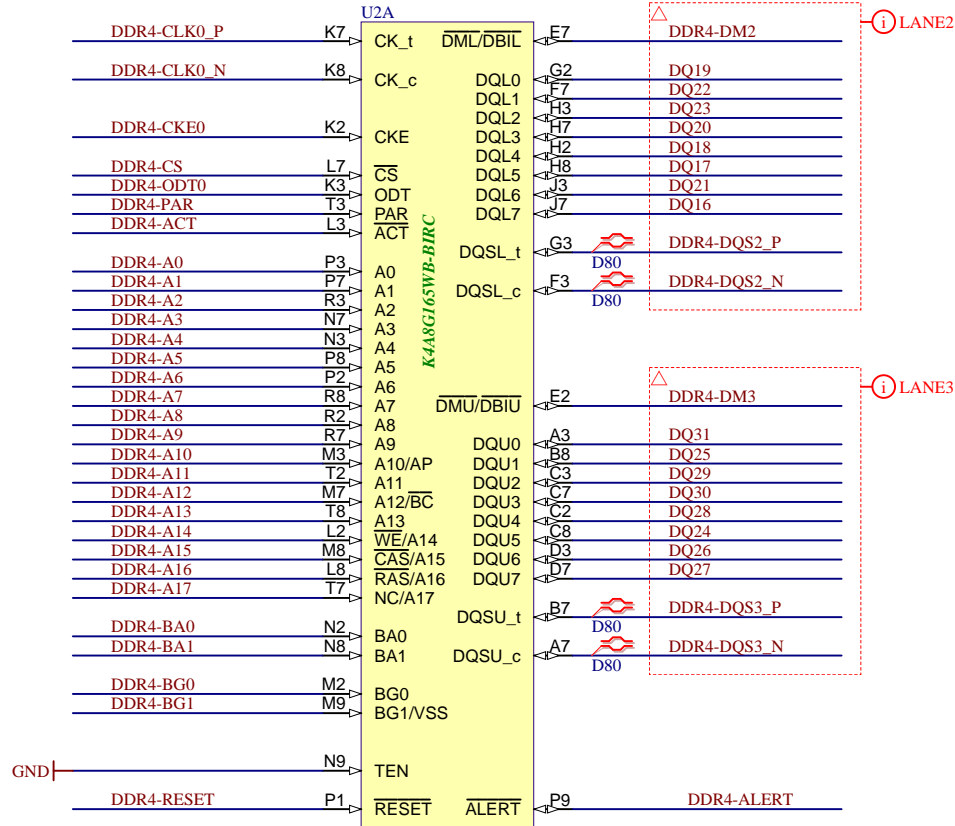 U2A
DDR4-CLK0_P K7 CK_t DML/DBIL E7 DDR4-DM2 LANE2
DDR4-CLK0_N K8 CK_c DQL0 G2 DQ19
DQL1 F7 DQ22
DQL2 H3 DQ23
DDR4-CKE0 K2 CKE DQL3 H7 DQ20
DQL4 H2 DQ18
DDR4-CS L7 CS DQL5 H8 DQ17
DDR4-ODT0 K3 ODT DQL6 J3 DQ21
DDR4-PAR T3 PAR DQL7 J7 DQ16
DDR4-ACT L3 ACT
DQSL_t G3 D80 DDR4-DQS2_P
DDR4-A0 P3 A0
DDR4-A1 P7 A1 DQSL_c F3 D80 DDR4-DQS2_N
DDR4-A2 R3 A2
DDR4-A3 N7 A3
K4A8G165WB-BIRC
DDR4-A4 N3 A4
DDR4-A5 P8 A5
DDR4-A6 P2 A6
DDR4-A7 R8 A7 DMU/DBIU E2 DDR4-DM3 LANE3
DDR4-A8 R2 A8
DDR4-A9 R7 A9 DQU0 A3 DQ31
DDR4-A10 M3 A10/AP DQU1 B8 DQ25
DDR4-A11 T2 A11 DQU2 C3 DQ29
DDR4-A12 M7 A12/BC DQU3 C7 DQ30
DDR4-A13 T8 A13 DQU4 C2 DQ28
DDR4-A14 L2 WE/A14 DQU5 C8 DQ24
DDR4-A15 M8 CAS/A15 DQU6 D3 DQ26
DDR4-A16 L8 RAS/A16 DQU7 D7 DQ27
DDR4-A17 T7 NC/A17
DQSU_t B7 D80 DDR4-DQS3_P
DDR4-BA0 N2 BA0
DDR4-BA1 N8 BA1 DQSU_c A7 D80 DDR4-DQS3_N
DDR4-BG0 M2 BG0
DDR4-BG1 M9 BG1/VSS
GND N9 TEN
DDR4-RESET P1 RESET ALERT P9 DDR4-ALERT